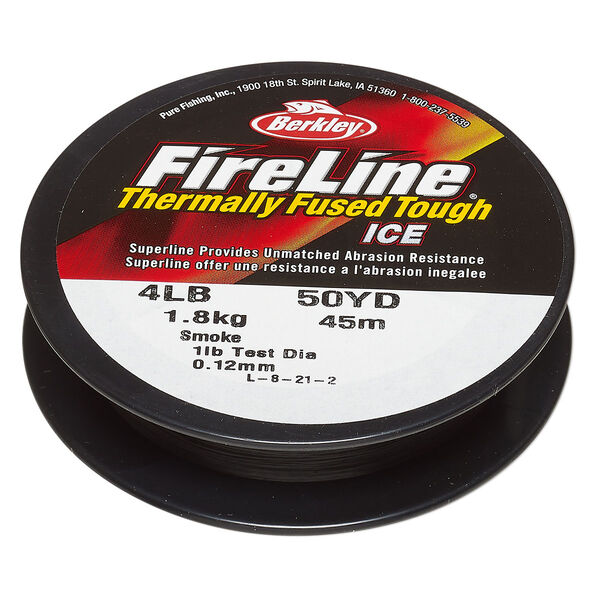 Pure Fishing, Inc., 1900 18th St. Spirit Lake, IA 51360 1-800-237-5539
Berkley
FireLine®
Thermally Fused Tough
ICE
Superline Provides Unmatched Abrasion Resistance
Superline offer une resistance a l'abrasion inegalee
4LB 50YD
1.8kg 45m
Smoke
1lb Test Dia
0.12mm
L-8-21-2